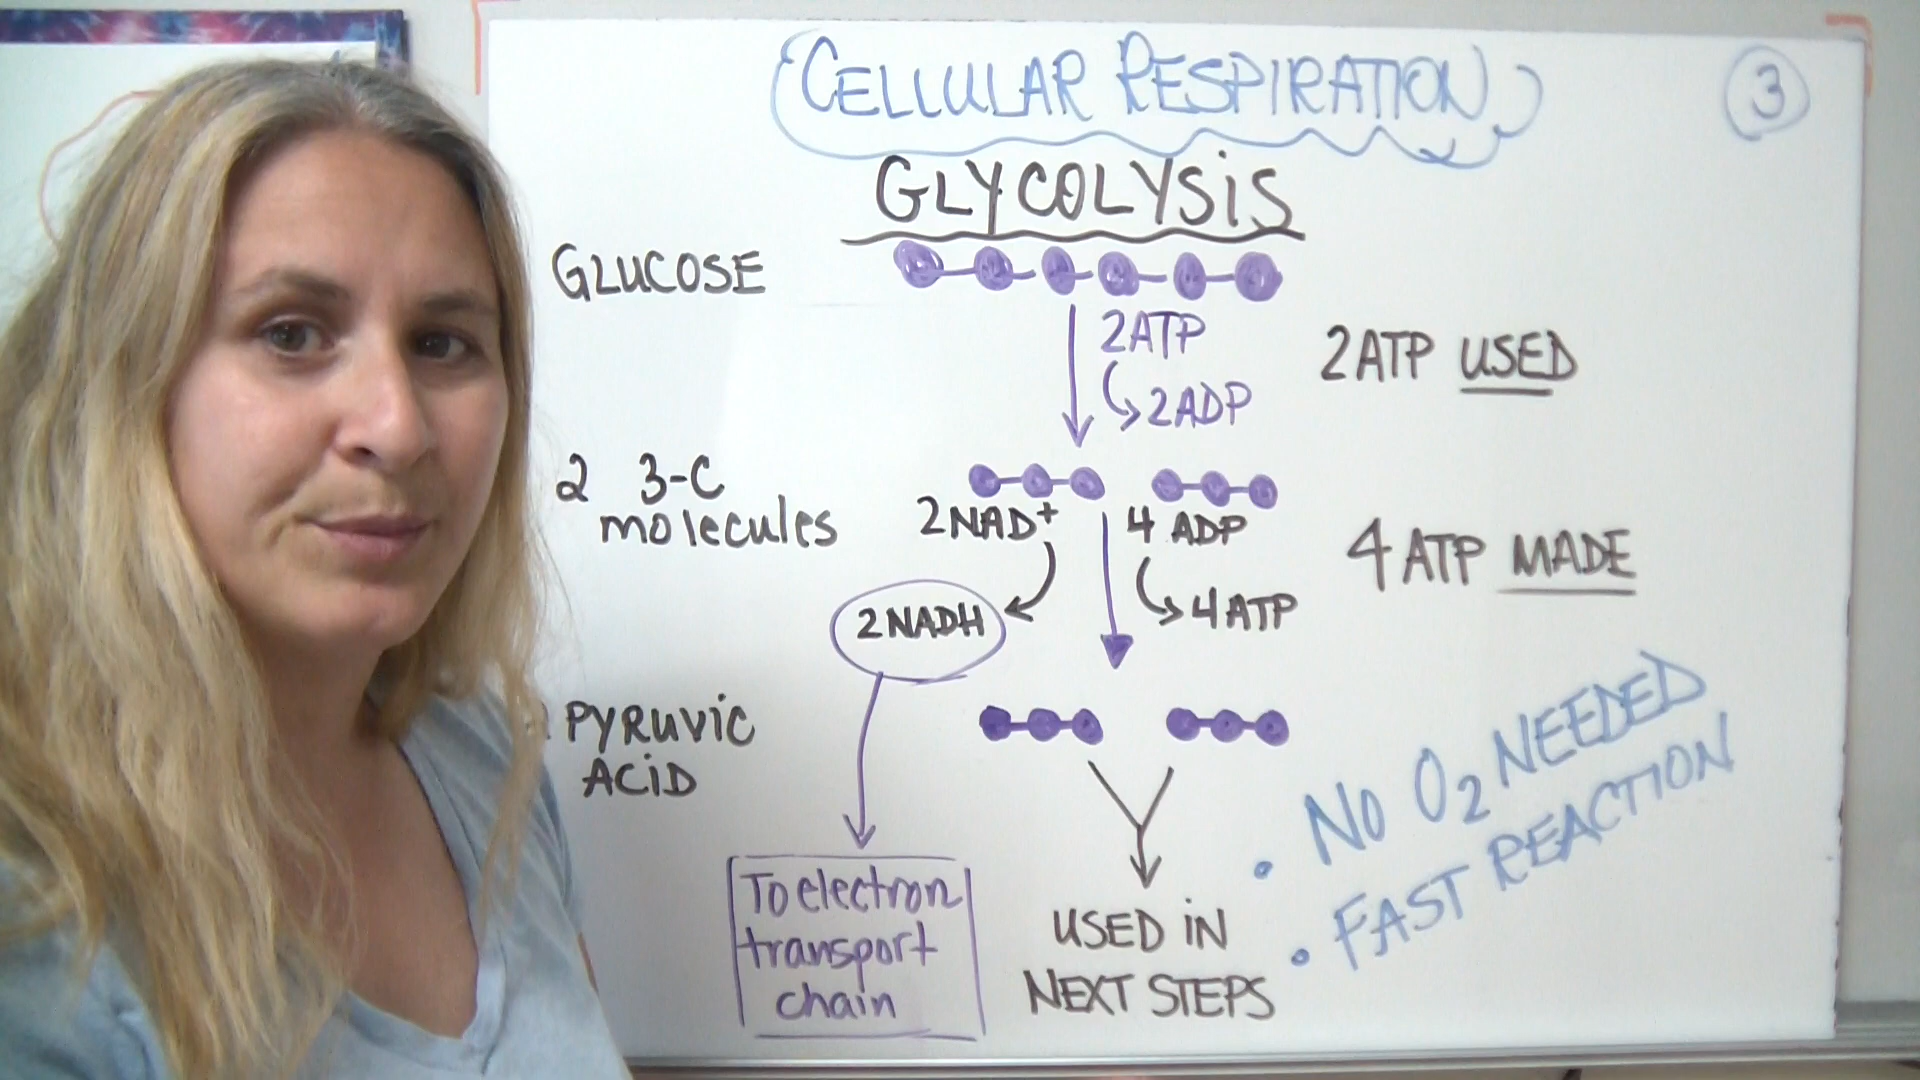 CELLULAR RESPIRATION
3
GLYCOLYSIS
GLUCOSE
2ATP
2ADP
2ATP USED
2 3-C
molecules
2NAD+
4 ADP
2NADH
4ATP
4 ATP MADE
PYRUVIC
ACID
To electron
transport
chain
USED IN
NEXT STEPS
• NO O2 NEEDED
• FAST REACTION